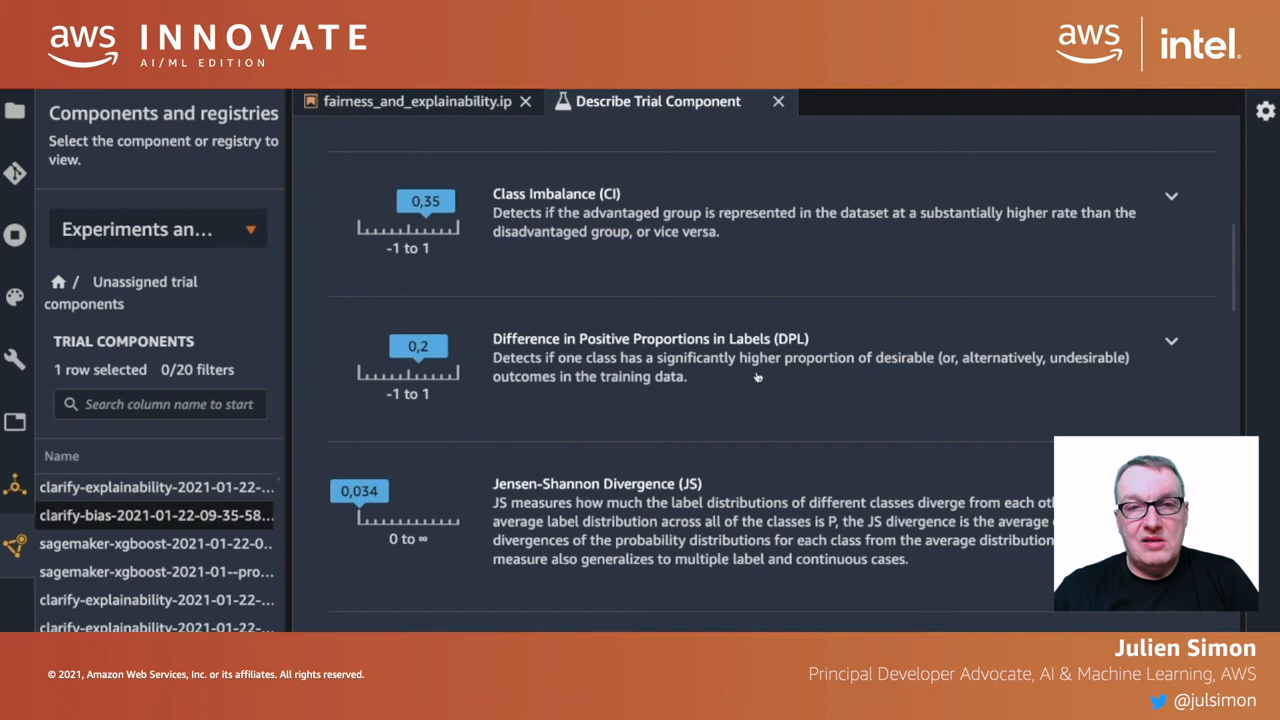 aws INNOVATE
AI/ML EDITION
aws intel.
Components and registries
Select the component or registry to
view.
Experiments an...
/ Unassigned trial
components
TRIAL COMPONENTS
1 row selected 0/20 filters
Search column name to start
Name
clarify-explainability-2021-01-22-...
clarify-bias-2021-01-22-09-35-58...
sagemaker-xgboost-2021-01-22-0...
sagemaker-xgboost-2021-01--pro...
clarify-explainability-2021-01-22-...
clarify-explainability-2021-01-22-...
fairness_and_explainability.ip
Describe Trial Component
0,35
-1 to 1
Class Imbalance (CI)
Detects if the advantaged group is represented in the dataset at a substantially higher rate than the
disadvantaged group, or vice versa.
0,2
-1 to 1
Difference in Positive Proportions in Labels (DPL)
Detects if one class has a significantly higher proportion of desirable (or, alternatively, undesirable)
outcomes in the training data.
0,034
0 to ∞
Jensen-Shannon Divergence (JS)
JS measures how much the label distributions of different classes diverge from each
average label distribution across all of the classes is P, the JS divergence is the average
divergences of the probability distributions for each class from the average distribution
measure also generalizes to multiple label and continuous cases.
Julien Simon
Principal Developer Advocate, AI & Machine Learning, AWS
@julsimon
© 2021, Amazon Web Services, Inc. or its affiliates. All rights reserved.